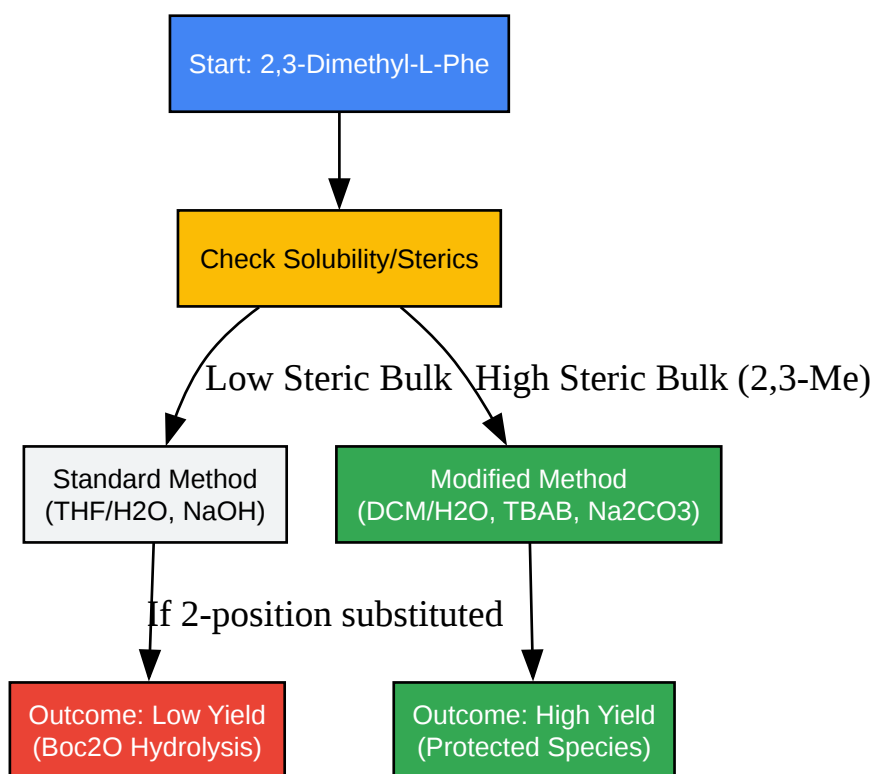 Start: 2,3-Dimethyl-L-Phe
Check Solubility/Sterics
Low Steric Bulk
High Steric Bulk (2,3-Me)
Standard Method
(THF/H2O, NaOH)
Modified Method
(DCM/H2O, TBAB, Na2CO3)
If 2-position substituted
Outcome: Low Yield
(Boc2O Hydrolysis)
Outcome: High Yield
(Protected Species)